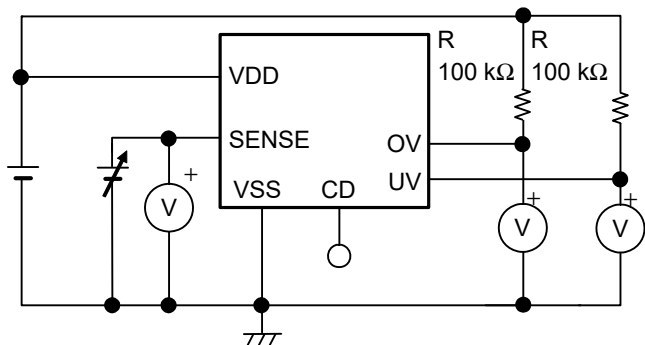 R R
100 kΩ 100 kΩ
VDD
SENSE
OV
UV
VSS CD
+
V
+
V
+
V